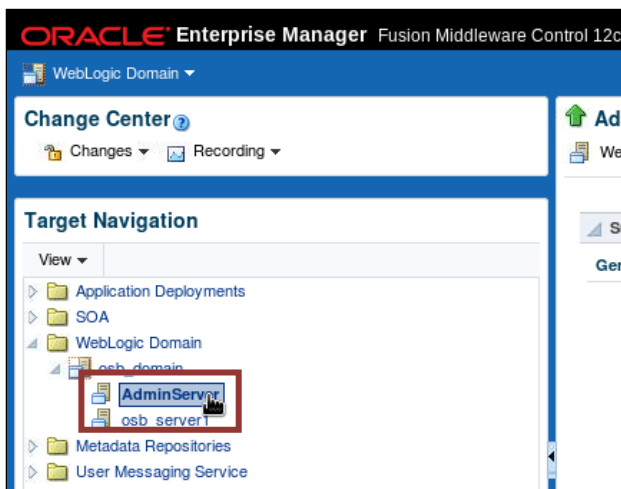 ORACLE Enterprise Manager Fusion Middleware Control 12c
WebLogic Domain
Change Center
Changes Recording
Target Navigation
View
Application Deployments
SOA
WebLogic Domain
osb_domain
AdminServer
osb_server1
Metadata Repositories
User Messaging Service
Ad
We
S
Ger